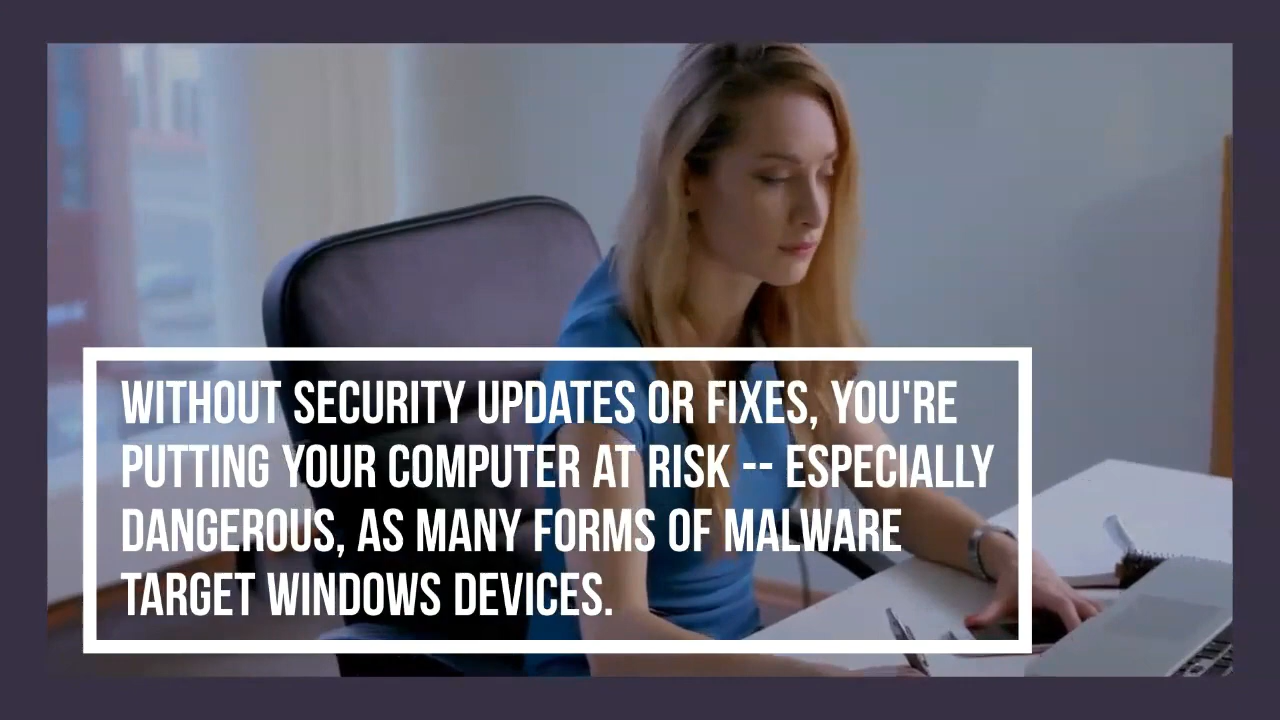 WITHOUT SECURITY UPDATES OR FIXES, YOU'RE
PUTTING YOUR COMPUTER AT RISK -- ESPECIALLY
DANGEROUS, AS MANY FORMS OF MALWARE
TARGET WINDOWS DEVICES.